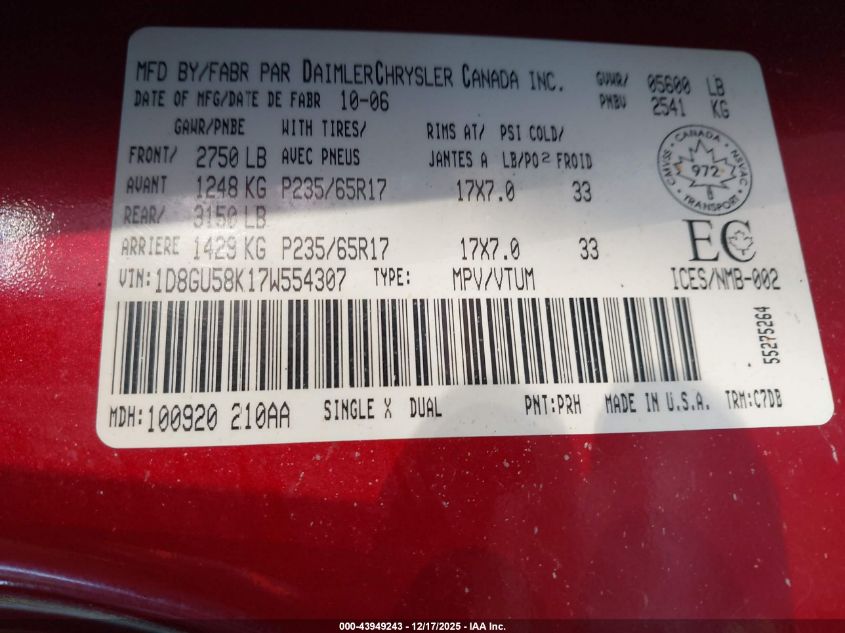 MFD BY/FABR PAR DAIMLERCHRYSLER CANADA INC. GVWR/ 05600 LB
DATE OF MFG/DATE DE FABR 10-06 PNBV 2541 KG
GAWR/PNBE WITH TIRES/ RIMS AT/ PSI COLD/
FRONT/ 2750 LB AVEC PNEUS JANTES A LB/PO2 FROID
AVANT 1248 KG P235/65R17 17X7.0 33
REAR/ 3150 LB
ARRIERE 1429 KG P235/65R17 17X7.0 33
CANADA
CMVSS 972 NSVAC
B
TRANSPORT
EC
VIN: 1D8GU58K17W554307 TYPE: MPV/VTUM ICES/NMB-002
55275264
MDH: 100920 210AA SINGLE X DUAL PNT: PRH MADE IN U.S.A. TRM: C7DB
000-43949243 - 12/17/2025 - IAA Inc.